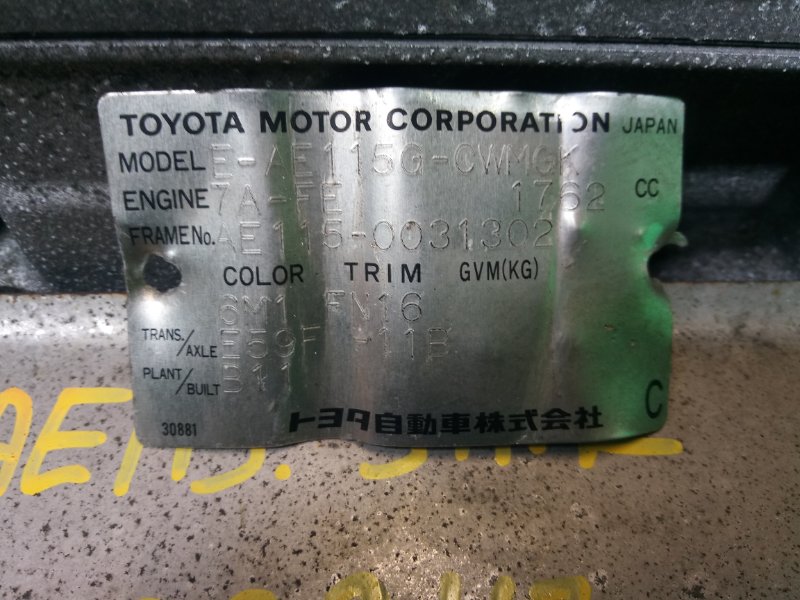 TOYOTA MOTOR CORPORATION JAPAN
MODEL E-AE115G-CWMGK
ENGINE 7A-FE 1762 CC
FRAME No. AE115-0031302
COLOR TRIM GVM(KG)
6M1 FN16
TRANS./AXLE E59F -11B
PLANT/BUILT
30881 トヨタ自動車株式会社 C
AE115.